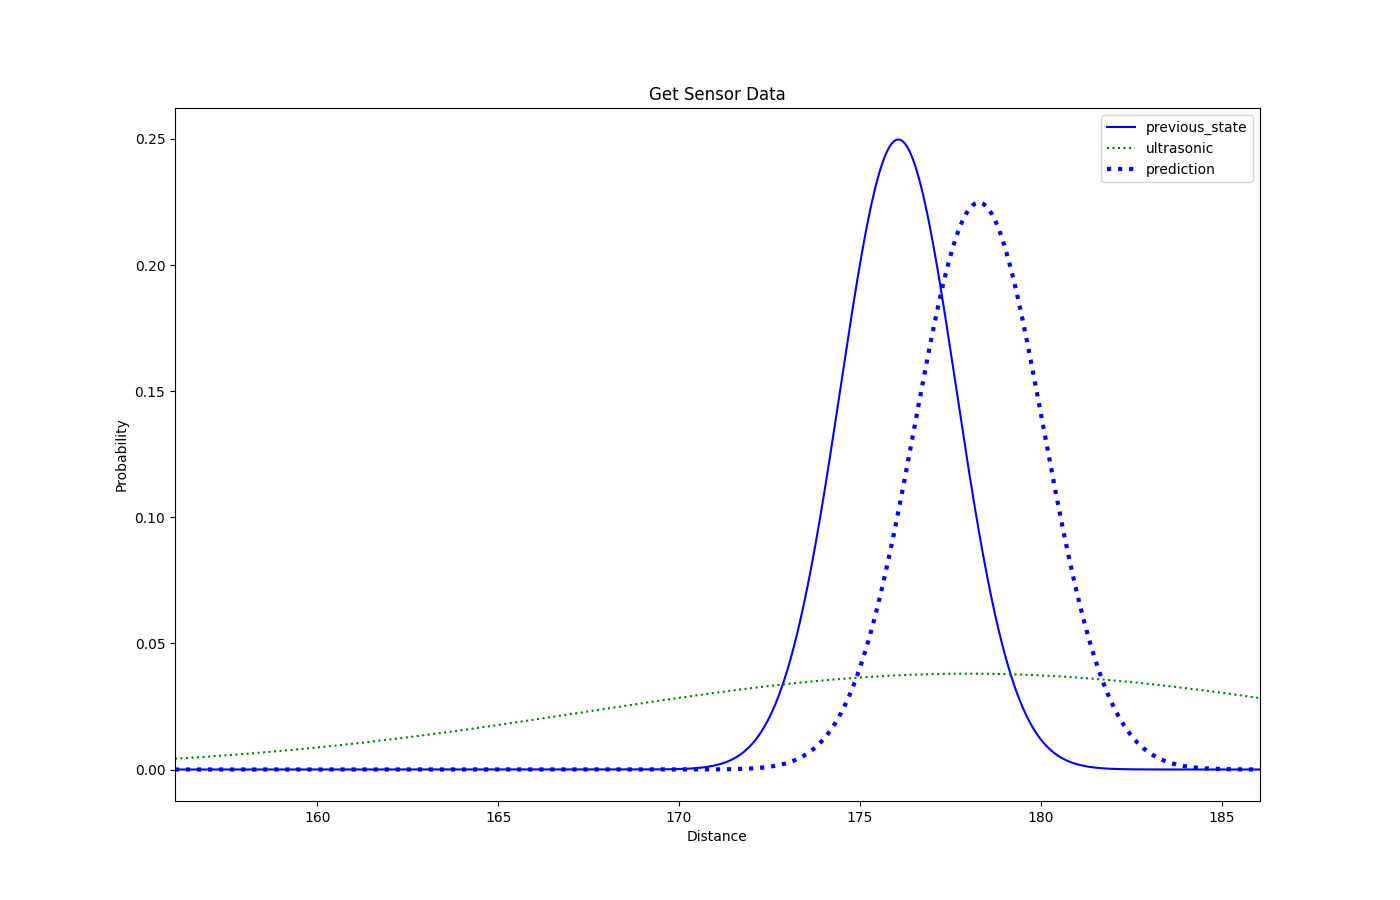 Get Sensor Data
previous_state
ultrasonic
prediction
0.25
0.20
0.15
0.10
0.05
0.00
Probability
160
165
170
175
180
185
Distance